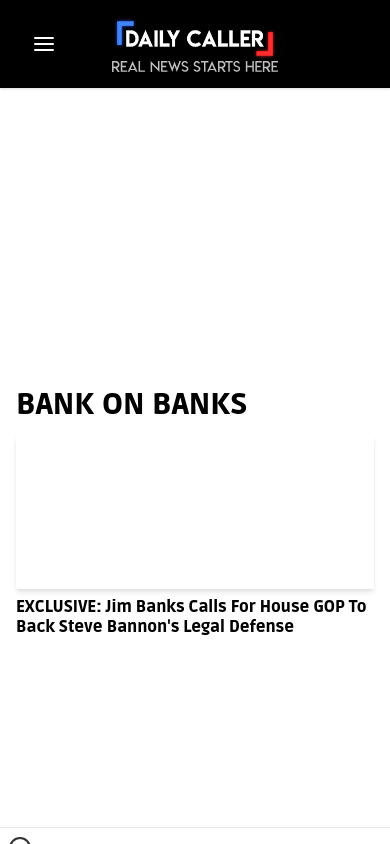 DAILY CALLER
REAL NEWS STARTS HERE
BANK ON BANKS
EXCLUSIVE: Jim Banks Calls For House GOP To
Back Steve Bannon's Legal Defense